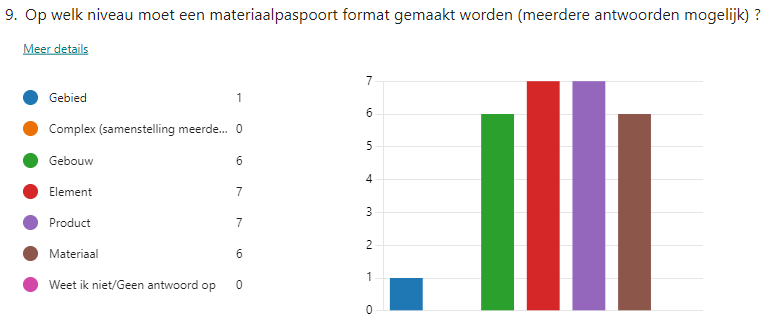 9. Op welk niveau moet een materiaalpaspoort format gemaakt worden (meerdere antwoorden mogelijk) ?
Meer details
Gebied 1
Complex (samenstelling meerde... 0
Gebouw 6
Element 7
Product 7
Materiaal 6
Weet ik niet/Geen antwoord op 0
7
6
5
4
3
2
1
0